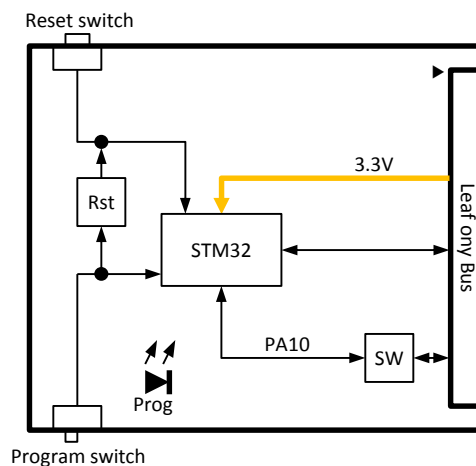 Reset switch
3.3V
Rst
STM32
Leaf ony Bus
PA10
SW
Prog
Program switch